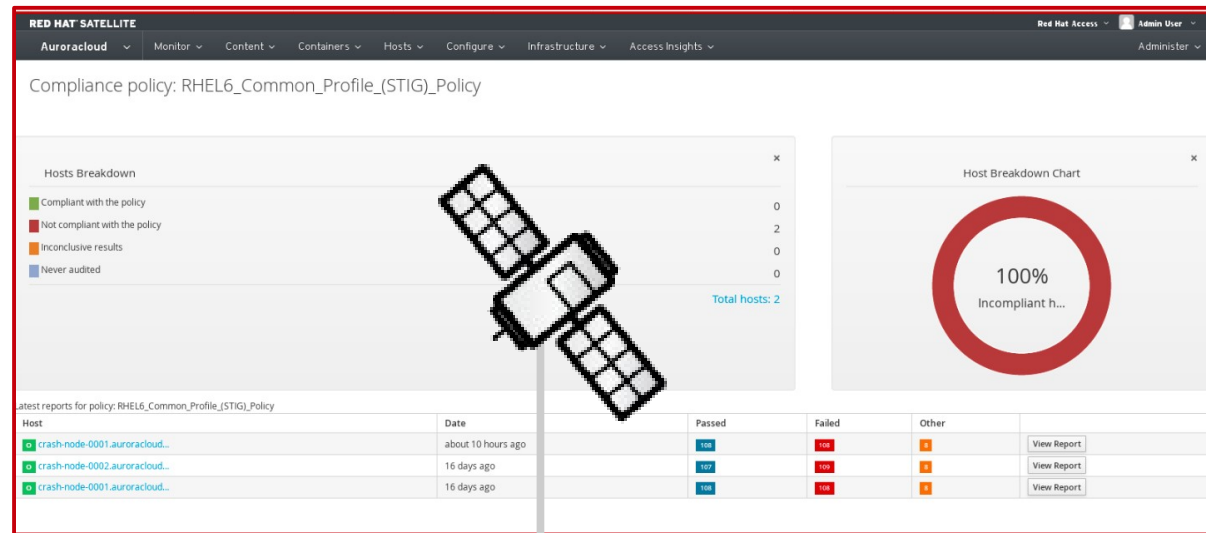 RED HAT SATELLITE Red Hat Access Admin User
Auroracloud Monitor Content Containers Hosts Configure Infrastructure Access Insights Administer
Compliance policy: RHEL6_Common_Profile_(STIG)_Policy
Hosts Breakdown
Compliant with the policy 0
Not compliant with the policy 2
Inconclusive results 0
Never audited 0
Total hosts: 2
Host Breakdown Chart
100%
Incompliant h...
Latest reports for policy: RHEL6_Common_Profile_(STIG)_Policy
Host Date Passed Failed Other
crash-node-0001.auroracloud... about 10 hours ago 108 108 8 View Report
crash-node-0002.auroracloud... 16 days ago 107 109 8 View Report
crash-node-0001.auroracloud... 16 days ago 108 108 8 View Report